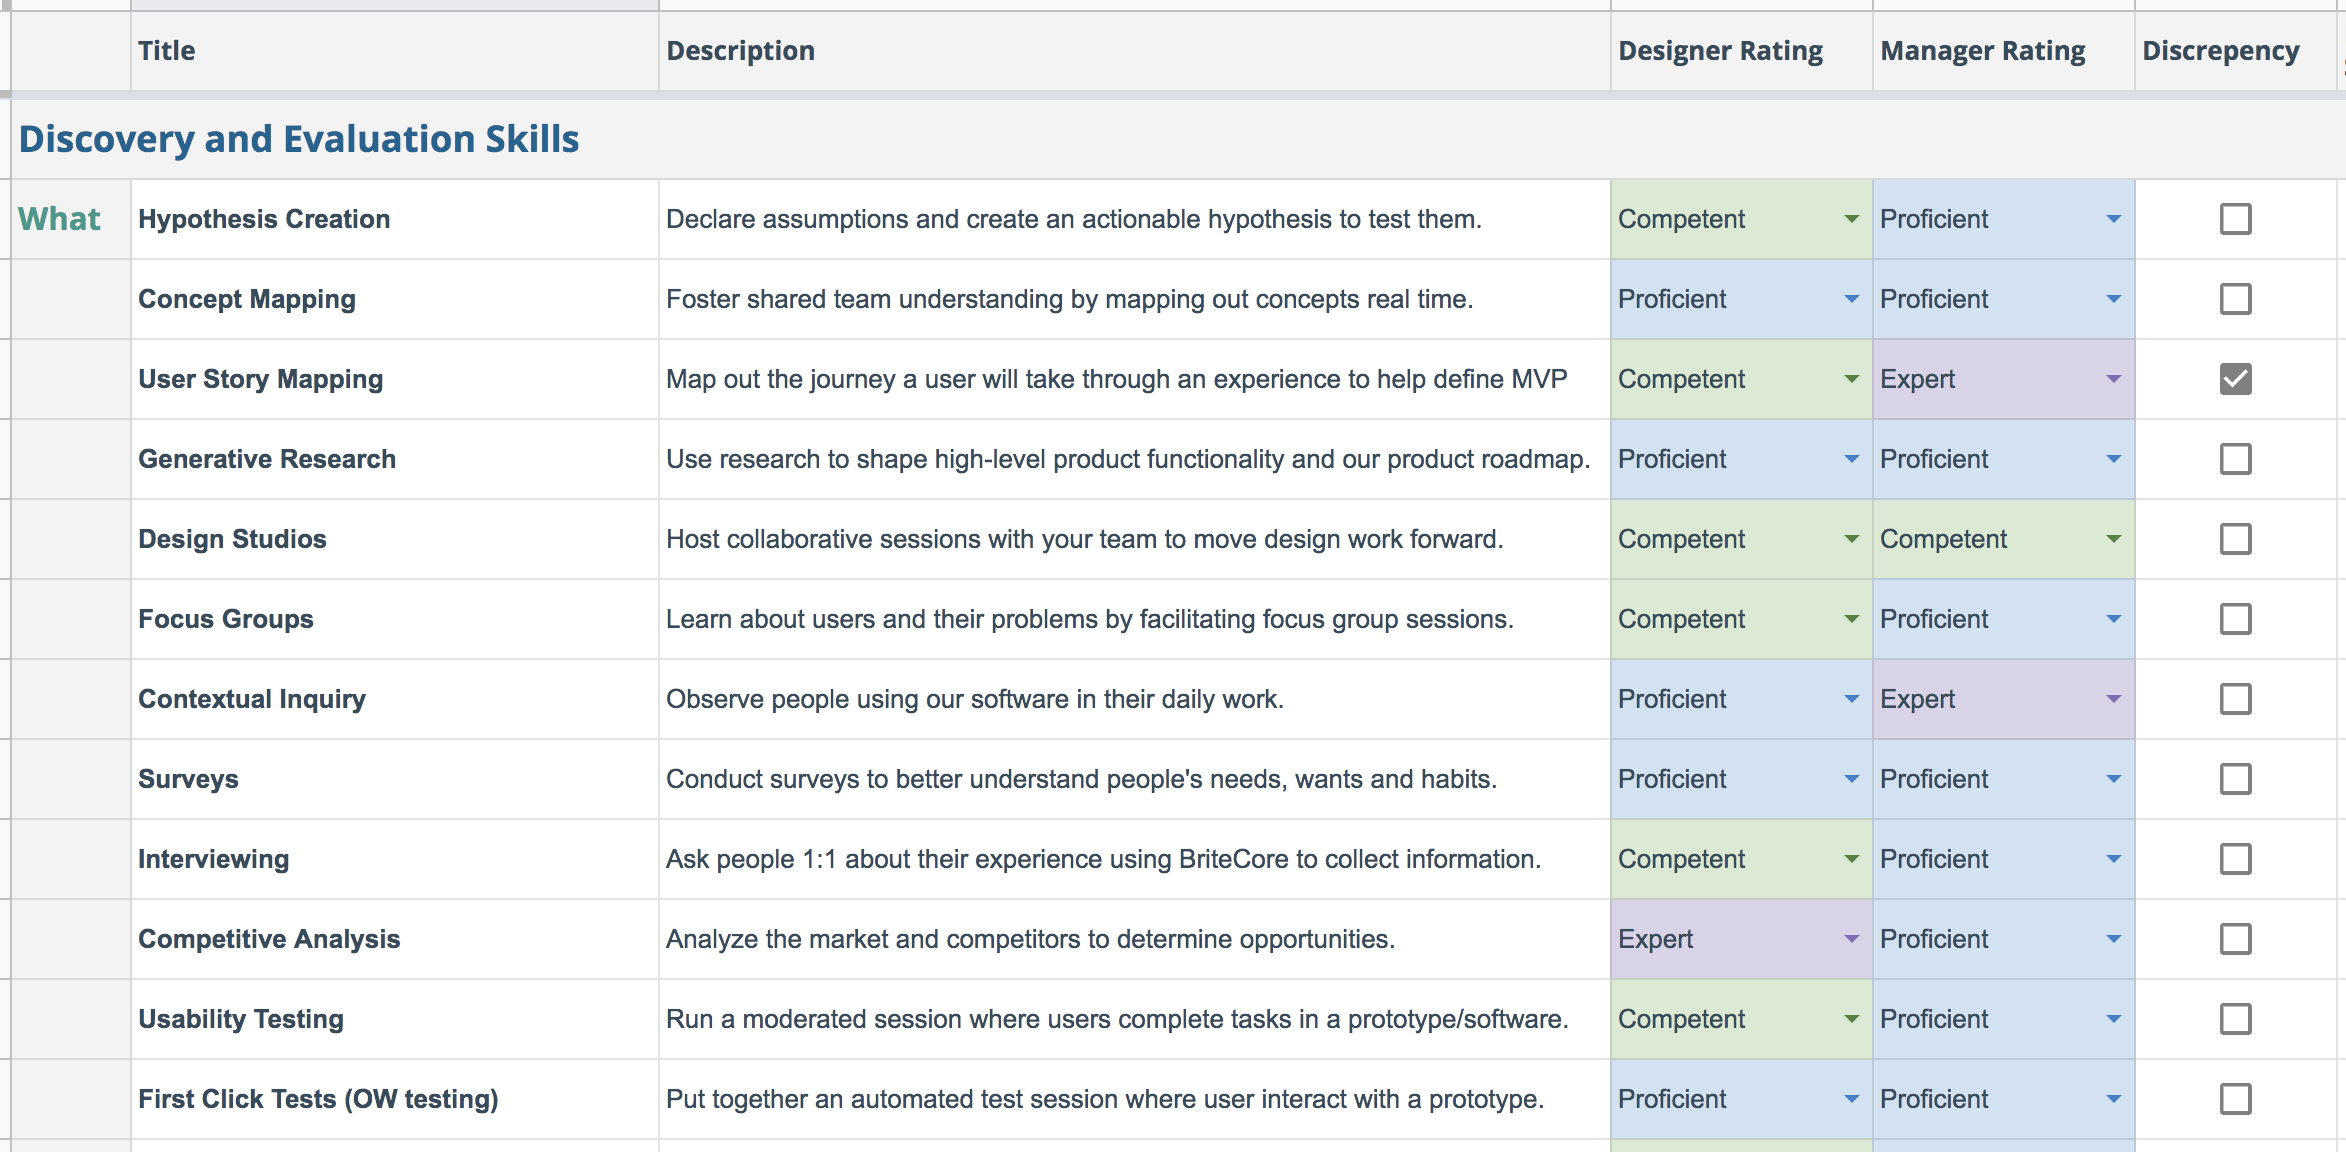 Title Description Designer Rating Manager Rating Discrepency
Discovery and Evaluation Skills
What Hypothesis Creation Declare assumptions and create an actionable hypothesis to test them. Competent Proficient
Concept Mapping Foster shared team understanding by mapping out concepts real time. Proficient Proficient
User Story Mapping Map out the journey a user will take through an experience to help define MVP Competent Expert
Generative Research Use research to shape high-level product functionality and our product roadmap. Proficient Proficient
Design Studios Host collaborative sessions with your team to move design work forward. Competent Competent
Focus Groups Learn about users and their problems by facilitating focus group sessions. Competent Proficient
Contextual Inquiry Observe people using our software in their daily work. Proficient Expert
Surveys Conduct surveys to better understand people's needs, wants and habits. Proficient Proficient
Interviewing Ask people 1:1 about their experience using BriteCore to collect information. Competent Proficient
Competitive Analysis Analyze the market and competitors to determine opportunities. Expert Proficient
Usability Testing Run a moderated session where users complete tasks in a prototype/software. Competent Proficient
First Click Tests (OW testing) Put together an automated test session where user interact with a prototype. Proficient Proficient